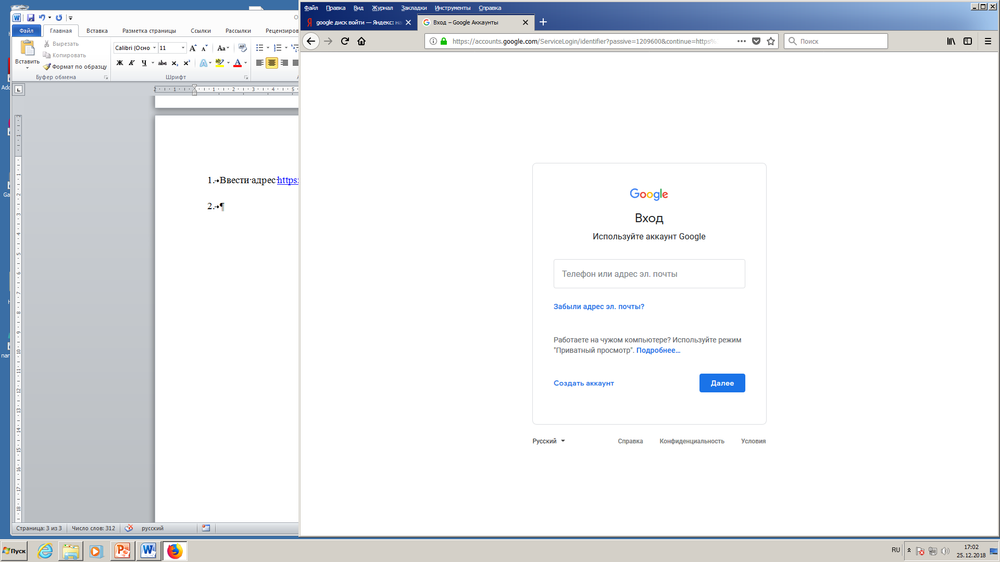 Файл Главная Вставка Разметка страницы Ссылки Рассылки Рецензиров
Вставить
Вырезать
Копировать
Формат по образцу
Буфер обмена
Calibri (Осно 11
Ж К Ч abc x₂ x²
Шрифт
1. Ввести адрес https:
2. ¶
Страница: 3 из 3 Число слов: 312 русский
Файл Правка Вид Журнал Закладки Инструменты Справка
google диск войти — Яндекс: на
Вход – Google Аккаунты
https://accounts.google.com/ServiceLogin/identifier?passive=1209600&continue=https%
Поиск
Google
Вход
Используйте аккаунт Google
Телефон или адрес эл. почты
Забыли адрес эл. почты?
Работаете на чужом компьютере? Используйте режим
"Приватный просмотр". Подробнее...
Создать аккаунт Далее
Русский Справка Конфиденциальность Условия
Пуск
RU
17:02
25.12.2018